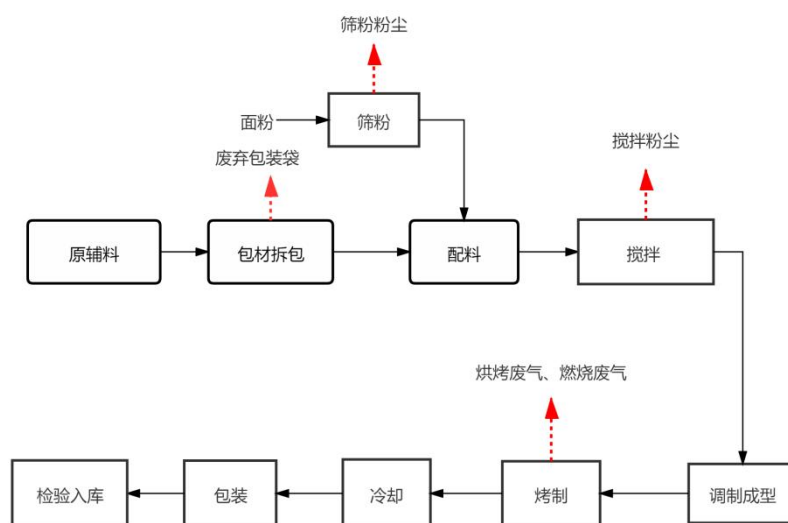 筛粉粉尘
面粉
筛粉
搅拌粉尘
废弃包装袋
原辅料
包材拆包
配料
搅拌
烘烤废气、燃烧废气
检验入库
包装
冷却
烤制
调制成型